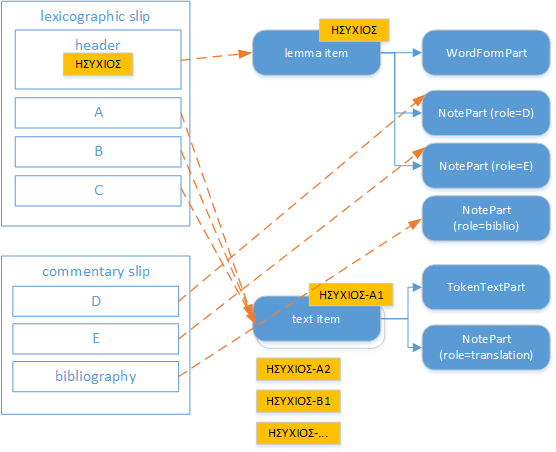 lexicographic slip
header
ΗΣΥΧΙΟΣ
A
B
C
commentary slip
D
E
bibliography
ΗΣΥΧΙΟΣ
lemma item
ΗΣΥΧΙΟΣ-A1
text item
ΗΣΥΧΙΟΣ-A2
ΗΣΥΧΙΟΣ-B1
ΗΣΥΧΙΟΣ-...
WordFormPart
NotePart (role=D)
NotePart (role=E)
NotePart
(role=biblio)
TokenTextPart
NotePart
(role=translation)